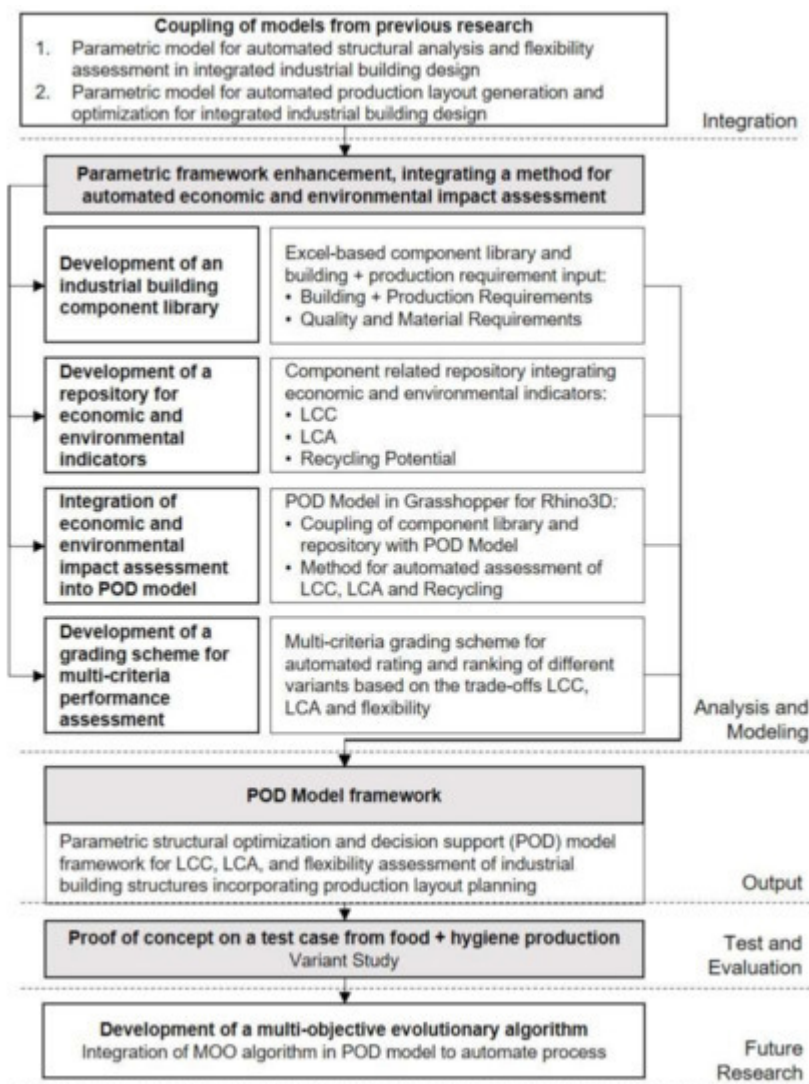 Coupling of models from previous research
1. Parametric model for automated structural analysis and flexibility
assessment in integrated industrial building design
2. Parametric model for automated production layout generation and
optimization for integrated industrial building design
Integration
Parametric framework enhancement, integrating a method for
automated economic and environmental impact assessment
Development of an
industrial building
component library
Excel-based component library and
building + production requirement input:
• Building + Production Requirements
• Quality and Material Requirements
Development of a
repository for
economic and
environmental
indicators
Component related repository integrating
economic and environmental indicators:
• LCC
• LCA
• Recycling Potential
Integration of
economic and
environmental
impact assessment
into POD model
POD Model in Grasshopper for Rhino3D:
• Coupling of component library and
repository with POD Model
• Method for automated assessment of
LCC, LCA and Recycling
Development of a
grading scheme for
multi-criteria
performance
assessment
Multi-criteria grading scheme for
automated rating and ranking of different
variants based on the trade-offs LCC,
LCA and flexibility
Analysis and
Modeling
POD Model framework
Parametric structural optimization and decision support (POD) model
framework for LCC, LCA, and flexibility assessment of industrial
building structures incorporating production layout planning
Output
Proof of concept on a test case from food + hygiene production
Variant Study
Test and
Evaluation
Development of a multi-objective evolutionary algorithm
Integration of MOO algorithm in POD model to automate process
Future
Research